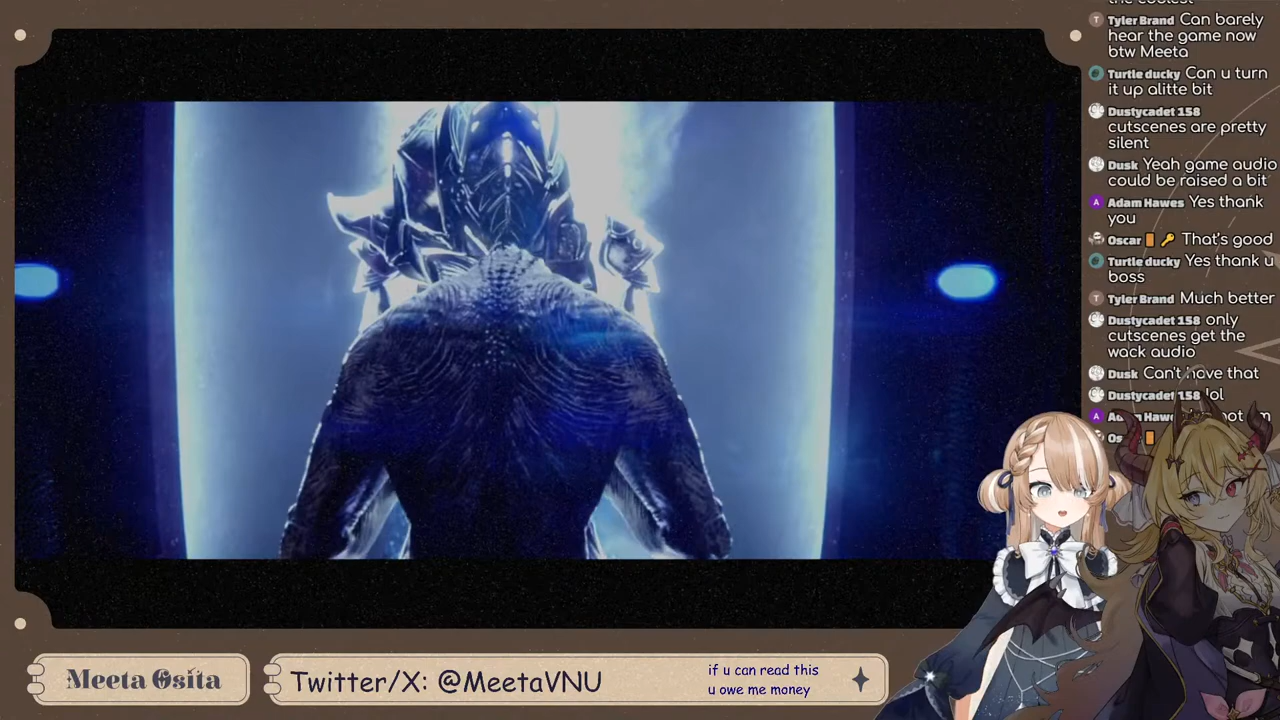 Tyler Brand Can barely
hear the game now
btw Meeta
Turtle ducky Can u turn
it up alitte bit
Dustycadet 158
cutscenes are pretty
silent
Dusk Yeah game audio
could be raised a bit
Adam Hawes Yes thank
you
Oscar That's good
Turtle ducky Yes thank u
boss
Tyler Brand Much better
Dustycadet 158 only
cutscenes get the
wack audio
Dusk Can't have that
Dustycadet 158 lol
Meeta Osita
Twitter/X: @MeetaVNU
if u can read this
u owe me money